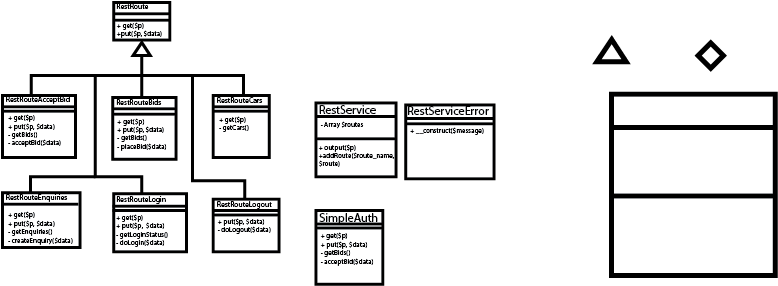 RestRoute
+ get($p)
+put($p, $data)
RestRouteAcceptBid
+ get($p)
+ put($p, $data)
- getBids()
- acceptBid($data)
RestRouteBids
+ get($p)
+ put($p, $data)
- getBids()
- placeBid($data)
RestRouteCars
+ get($p)
- getCars()
RestService
- Array $routes
+ output($p)
+addRoute($route_name,
$route)
RestServiceError
+ __construct($message)
RestRouteEnquiries
+ get($p)
+ put($p, $data)
- getEnquiries()
- createEnquiry($data)
RestRouteLogin
+ get($p)
+ put($p, $data)
- getLoginStatus()
- doLogin($data)
RestRouteLogout
+ put($p, $data)
- doLogout($data)
SimpleAuth
+ get($p)
+ put($p, $data)
- getBids()
- acceptBid($data)